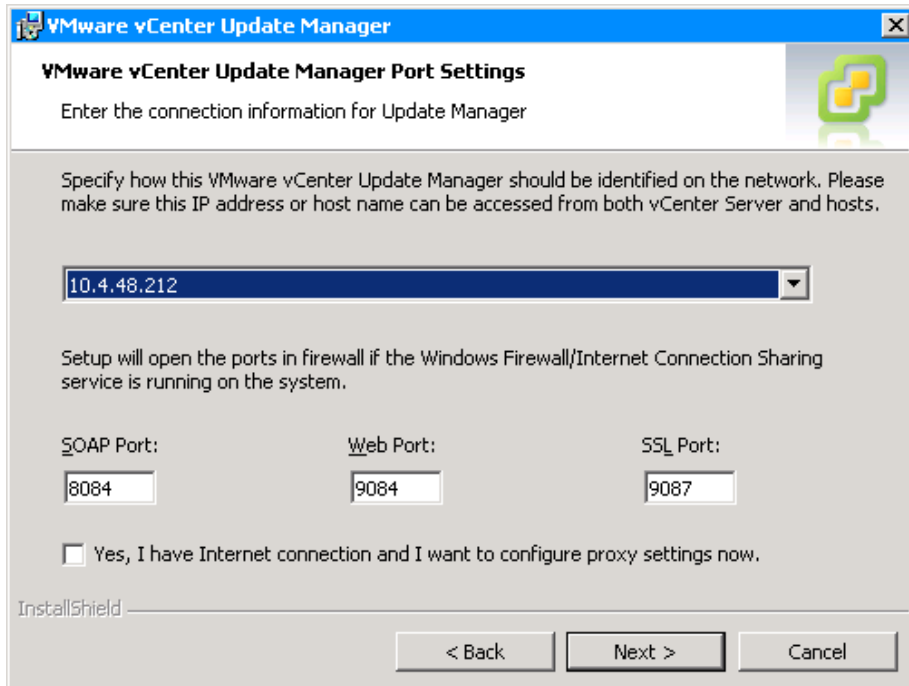 VMware vCenter Update Manager
VMware vCenter Update Manager Port Settings
Enter the connection information for Update Manager
Specify how this VMware vCenter Update Manager should be identified on the network. Please
make sure this IP address or host name can be accessed from both vCenter Server and hosts.
10.4.48.212
Setup will open the ports in firewall if the Windows Firewall/Internet Connection Sharing
service is running on the system.
SOAP Port: Web Port: SSL Port:
8084 9084 9087
Yes, I have Internet connection and I want to configure proxy settings now.
InstallShield
< Back Next > Cancel